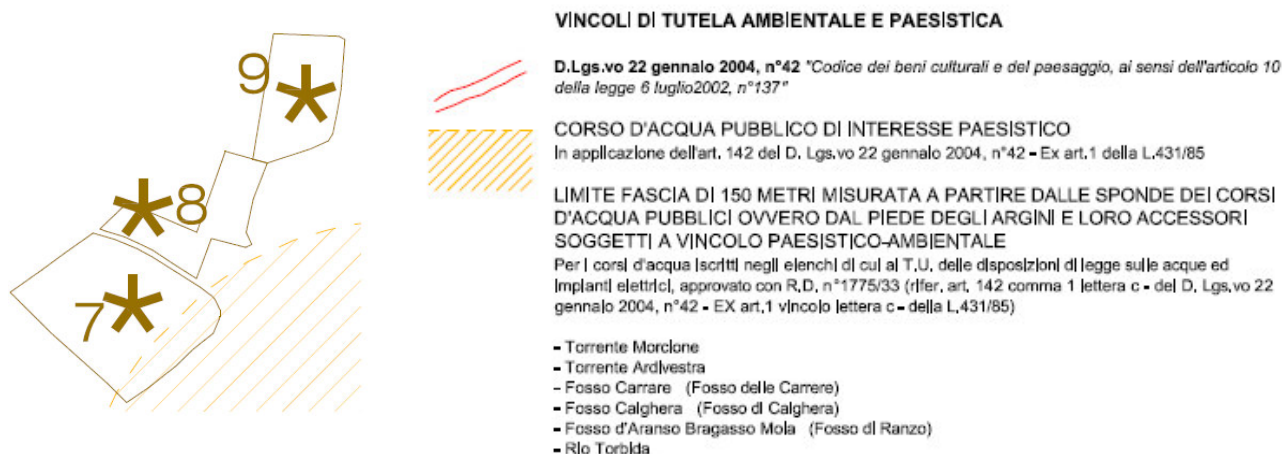 VINCOLI DI TUTELA AMBIENTALE E PAESISTICA
D.Lgs.vo 22 gennaio 2004, n°42 "Codice dei beni culturali e del paesaggio, ai sensi dell'articolo 10
della legge 6 luglio2002, n°137"
CORSO D'ACQUA PUBBLICO DI INTERESSE PAESISTICO
In applicazione dell'art. 142 del D. Lgs.vo 22 gennaio 2004, n°42 - Ex art.1 della L.431/85
LIMITE FASCIA DI 150 METRI MISURATA A PARTIRE DALLE SPONDE DEI CORSI
D'ACQUA PUBBLICI OVVERO DAL PIEDE DEGLI ARGINI E LORO ACCESSORI
SOGGETTI A VINCOLO PAESISTICO-AMBIENTALE
Per i corsi d'acqua iscritti negli elenchi di cui al T.U. delle disposizioni di legge sulle acque ed
impianti elettrici, approvato con R.D. n°1775/33 (rifer. art. 142 comma 1 lettera c - del D. Lgs.vo 22
gennaio 2004, n°42 - EX art.1 vincolo lettera c - della L.431/85)
- Torrente Morcione
- Torrente Ardivestra
- Fosso Carrare (Fosso delle Carrere)
- Fosso Calghera (Fosso di Calghera)
- Fosso d'Aranso Bragasso Mola (Fosso di Ranzo)
- Rio Torbida
9
8
7